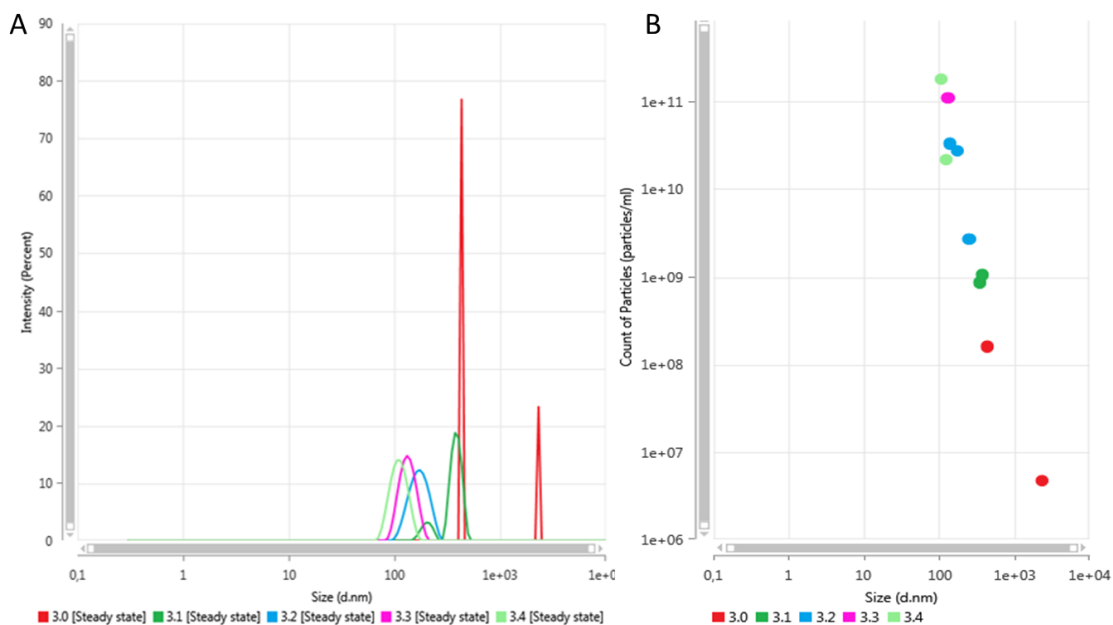 A
Intensity (Percent)
90
80
70
60
50
40
30
20
10
0
0,1
1
10
100
1e+03
1e+0
Size (d.nm)
3.0 [Steady state] 3.1 [Steady state] 3.2 [Steady state] 3.3 [Steady state] 3.4 [Steady state]
B
Count of Particles (particles/ml)
1e+11
1e+10
1e+09
1e+08
1e+07
1e+06
0,1
1
10
100
1e+03
1e+04
Size (d.nm)
3.0 3.1 3.2 3.3 3.4